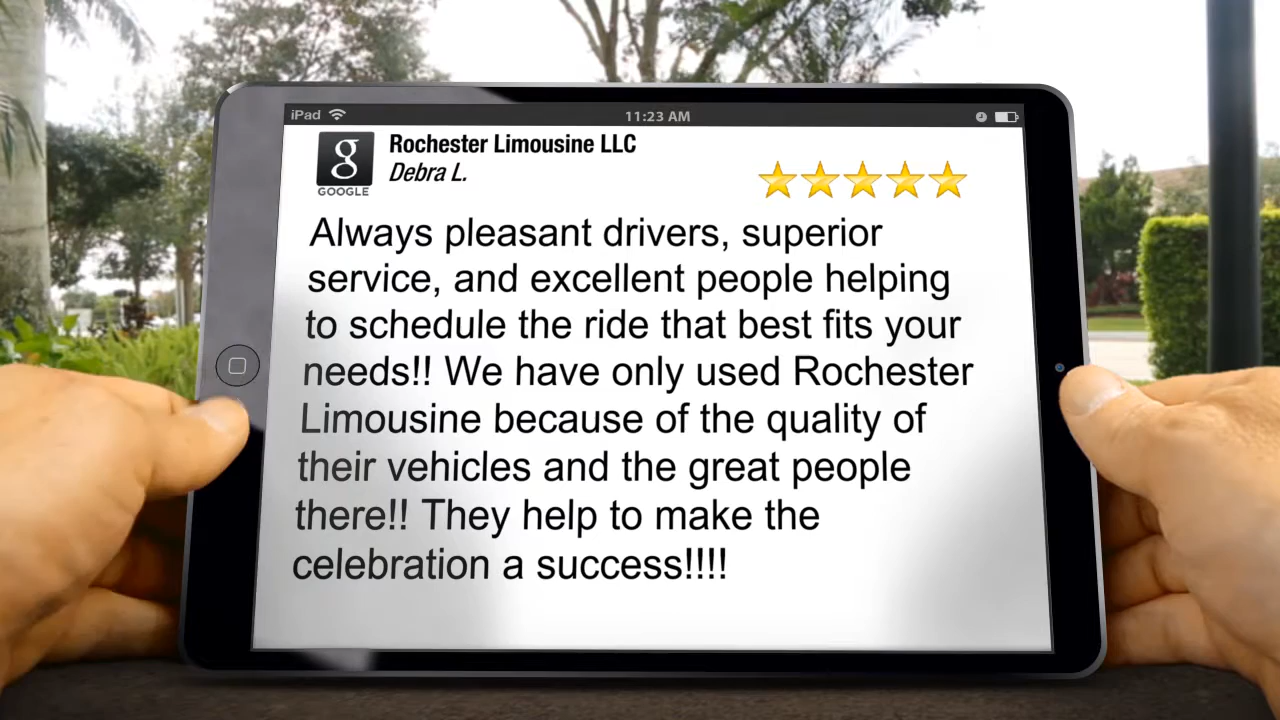 iPad
11:23 AM
g
GOOGLE
Rochester Limousine LLC
Debra L.
Always pleasant drivers, superior
service, and excellent people helping
to schedule the ride that best fits your
needs!! We have only used Rochester
Limousine because of the quality of
their vehicles and the great people
there!! They help to make the
celebration a success!!!!